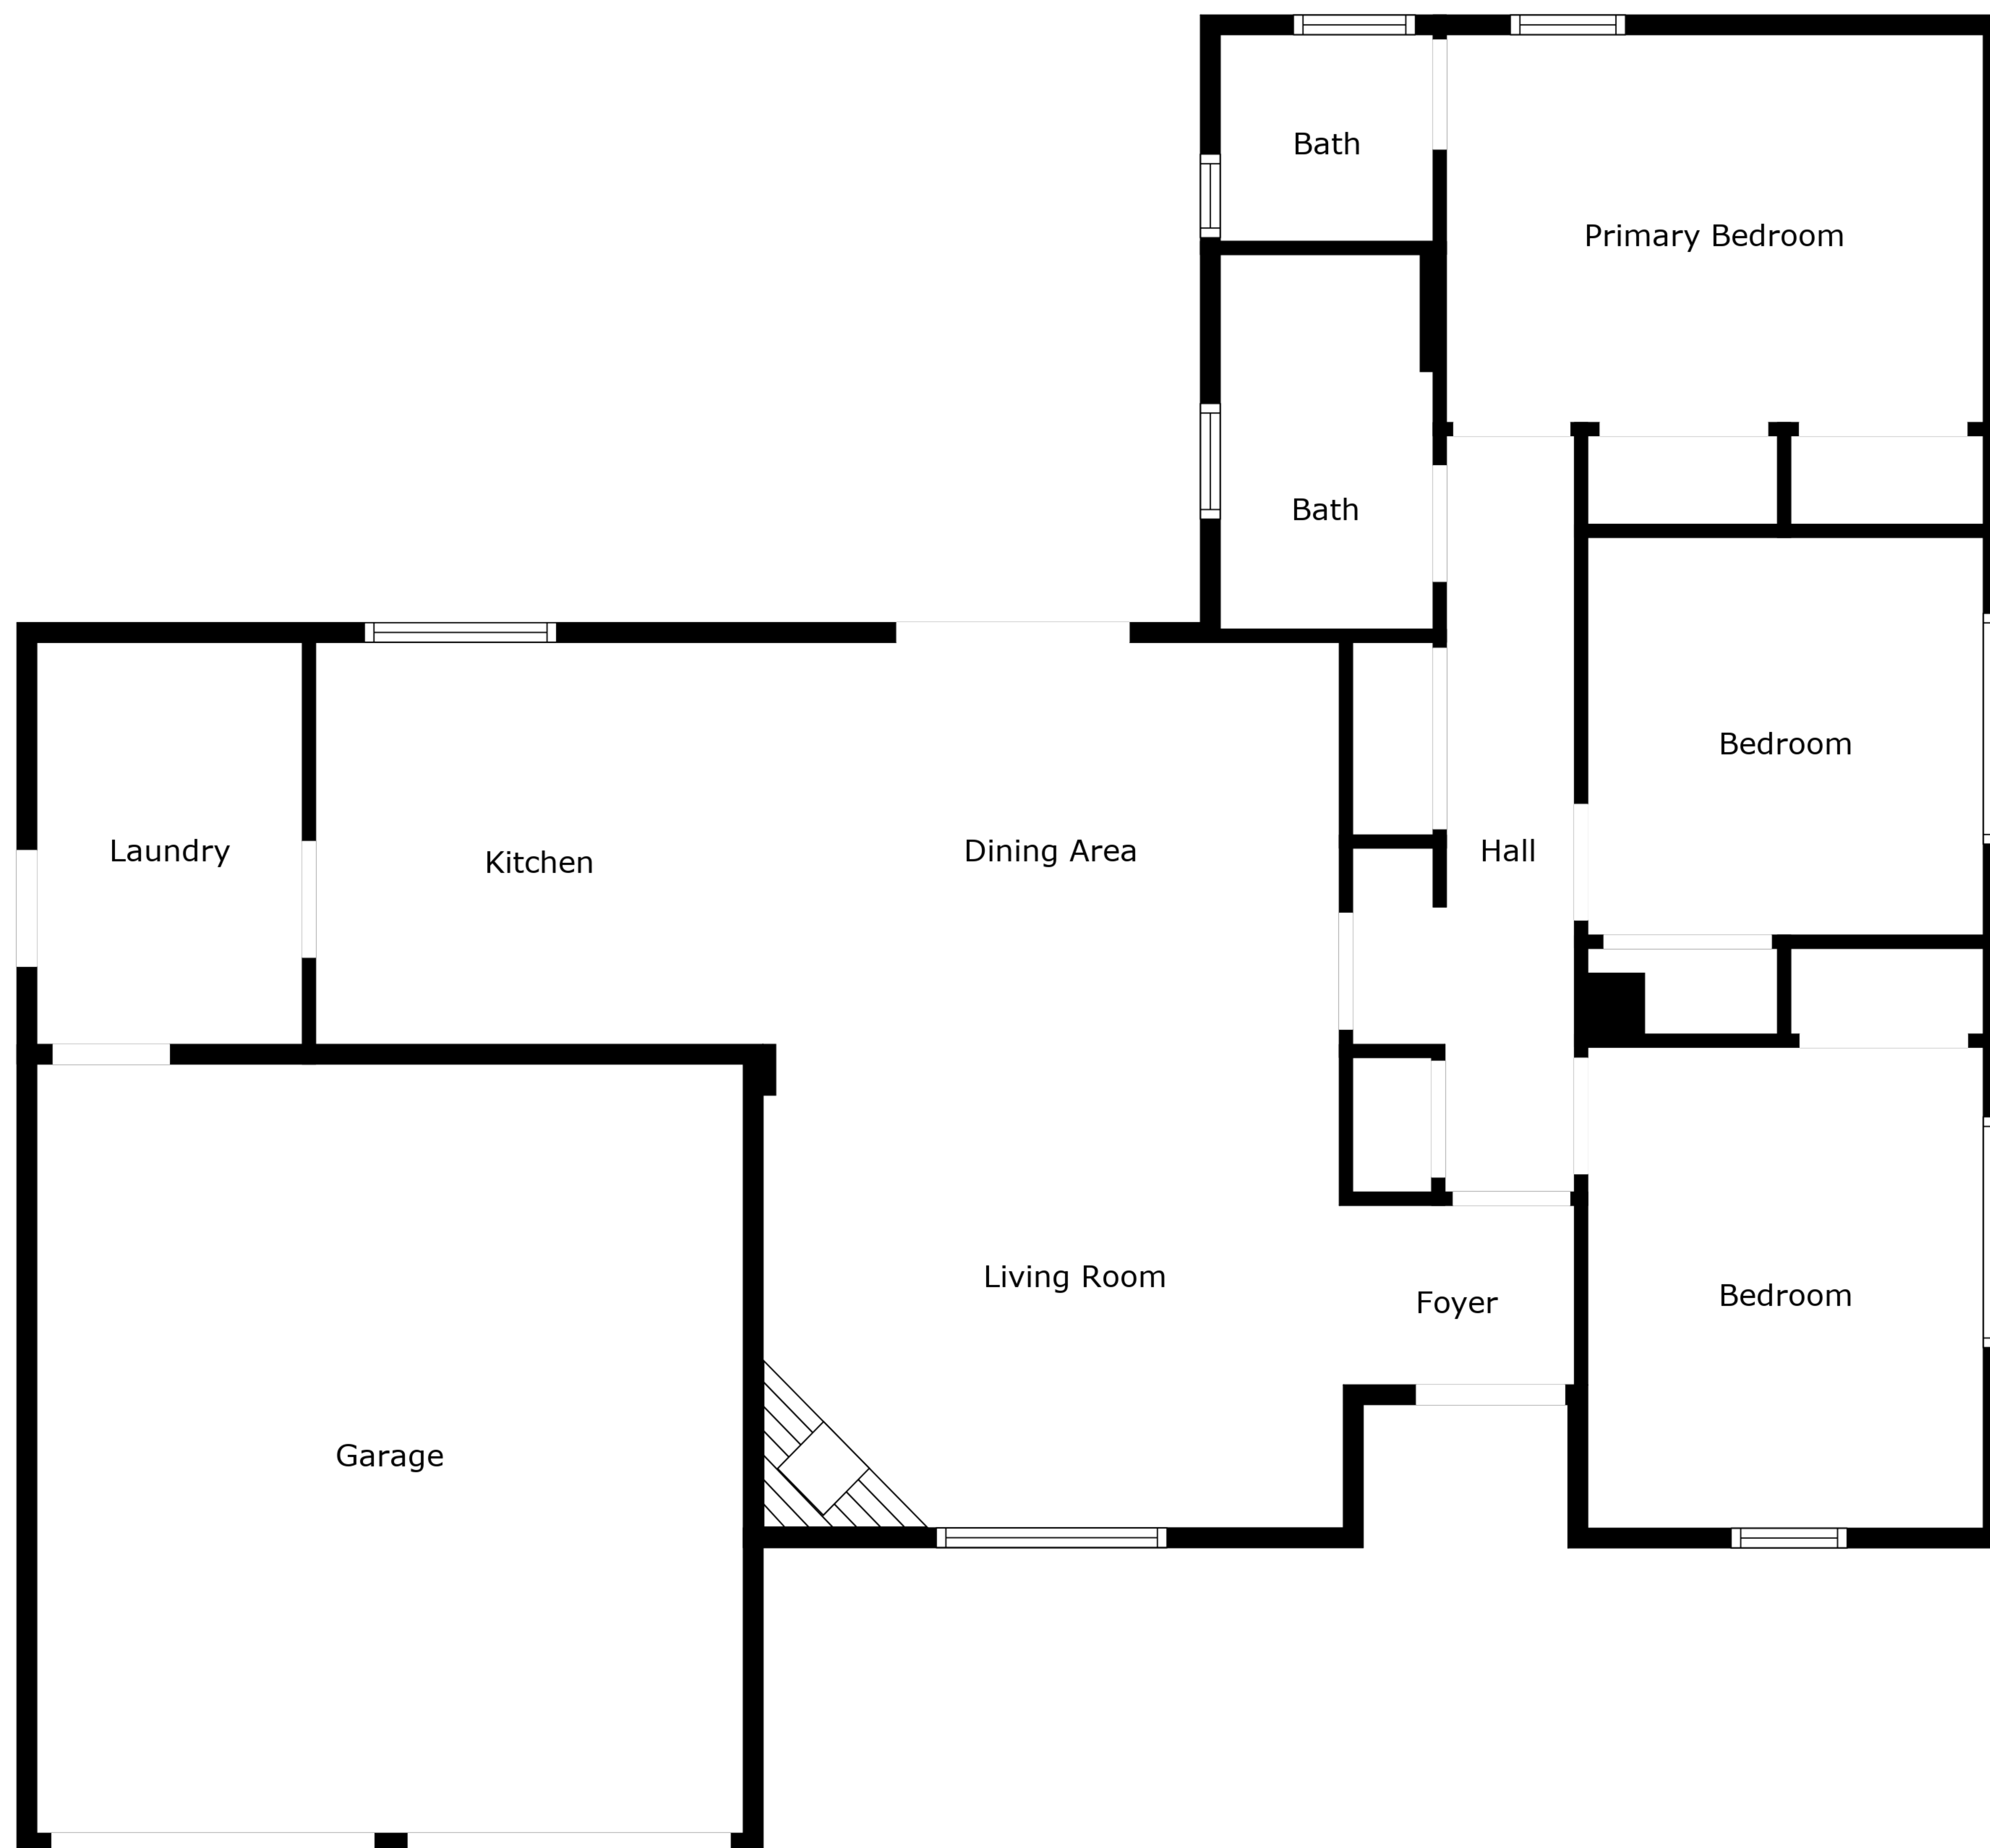 Bath
Primary Bedroom
Bath
Bedroom
Laundry
Kitchen
Dining Area
Hall
Living Room
Foyer
Bedroom
Garage